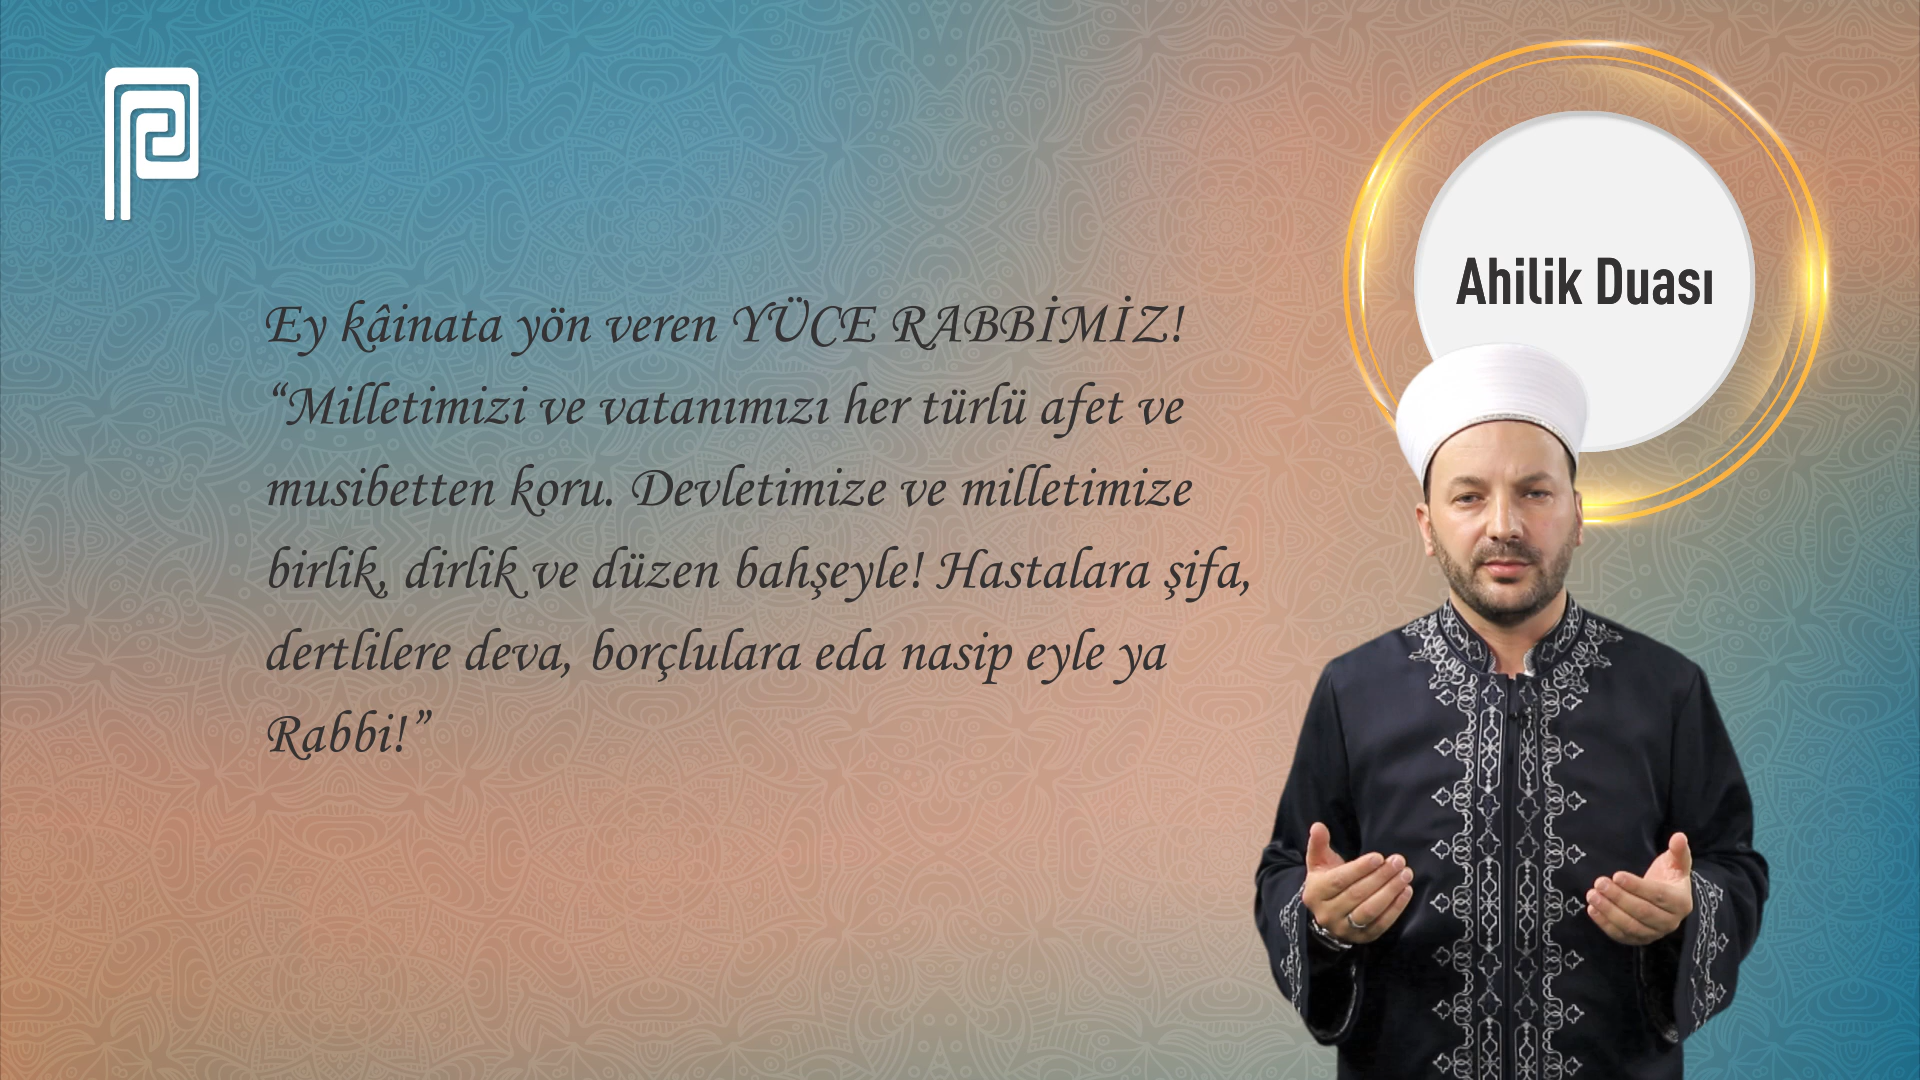 Ahilik Duası
Ey kâinata yön veren YÜCE RABBİMİZ!
“Milletimizi ve vatanımızı her türlü afet ve
musibetten koru. Devletimize ve milletimize
birlik, dirlik ve düzen bahşeyle! Hastalara şifa,
dertlilere deva, borçlulara eda nasip eyle ya
Rabbi!”